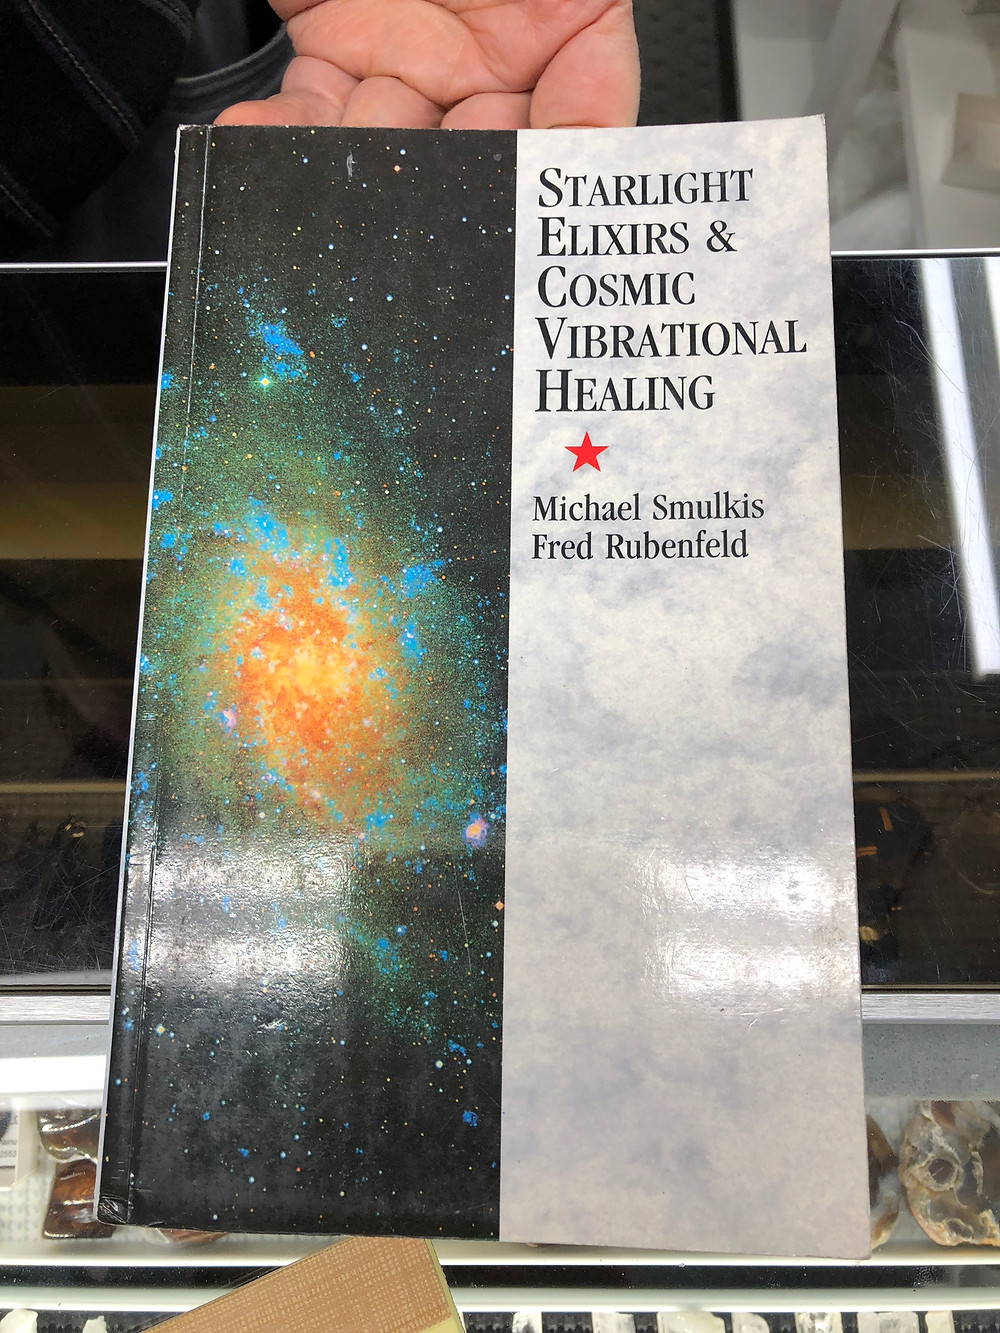 STARLIGHT
ELIXIRS &
COSMIC
VIBRATIONAL
HEALING
Michael Smulkis
Fred Rubenfeld